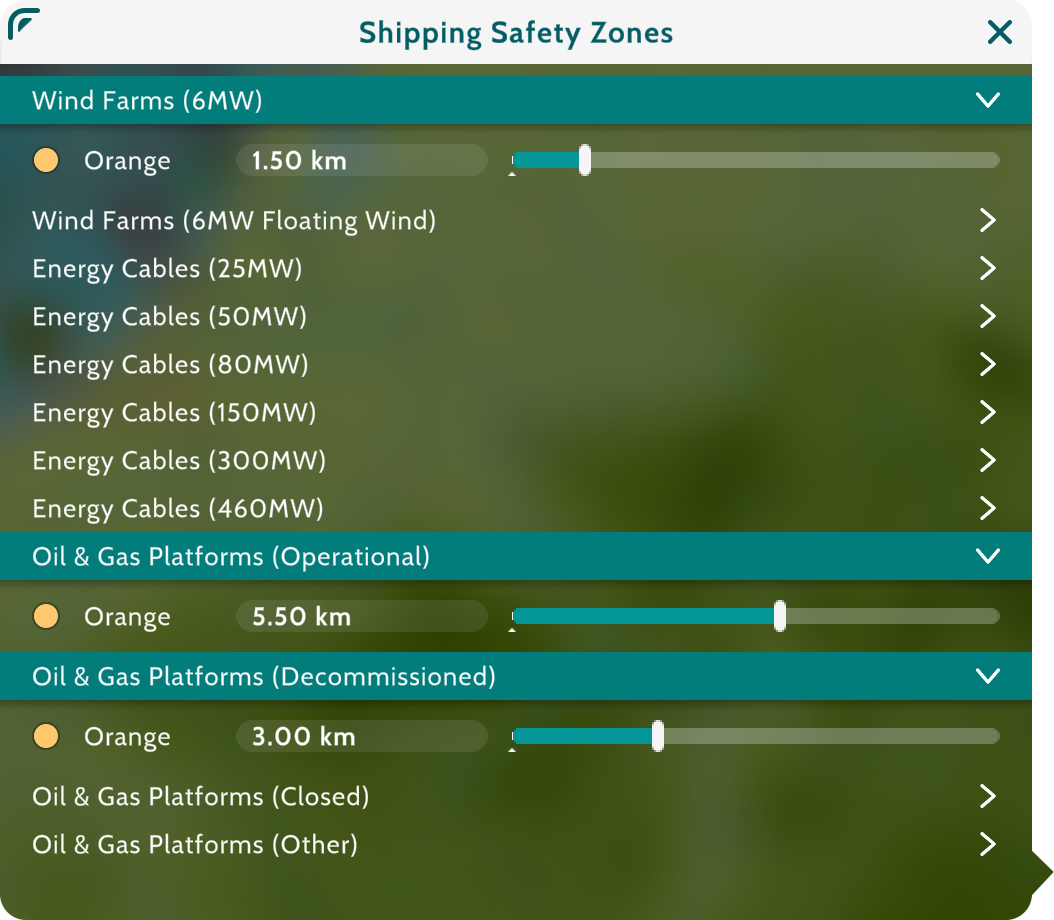 Shipping Safety Zones
Wind Farms (6MW)
Orange 1.50 km
Wind Farms (6MW Floating Wind)
Energy Cables (25MW)
Energy Cables (50MW)
Energy Cables (80MW)
Energy Cables (150MW)
Energy Cables (300MW)
Energy Cables (460MW)
Oil & Gas Platforms (Operational)
Orange 5.50 km
Oil & Gas Platforms (Decommissioned)
Orange 3.00 km
Oil & Gas Platforms (Closed)
Oil & Gas Platforms (Other)